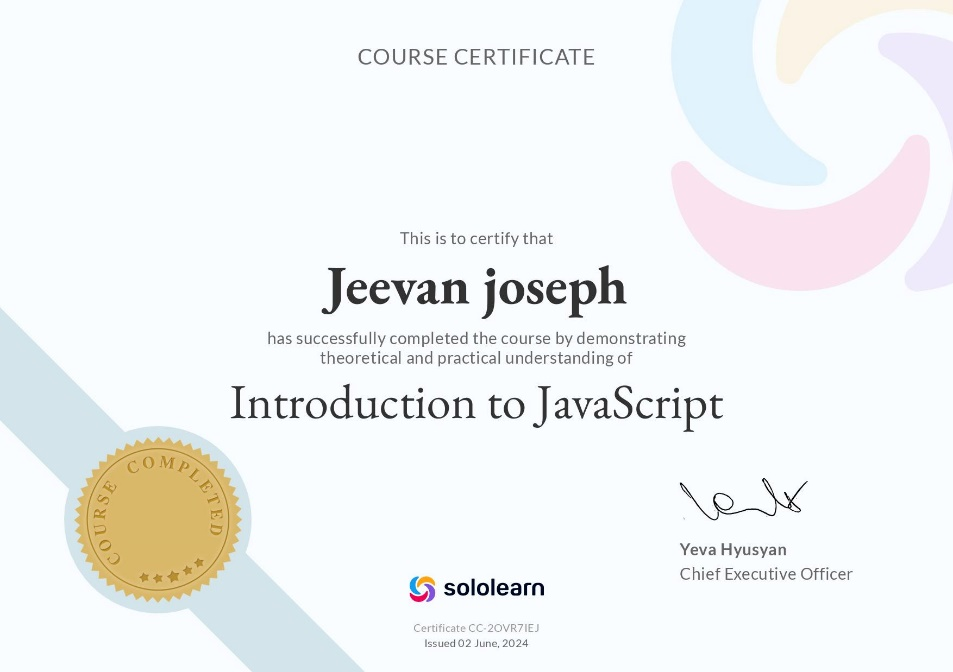 COURSE CERTIFICATE
This is to certify that
Jeevan joseph
has successfully completed the course by demonstrating
theoretical and practical understanding of
Introduction to JavaScript
COURSE COMPLETED
Yeva Hyusyan
Chief Executive Officer
sololearn
Certificate CC-2OVR7IEJ
Issued 02 June, 2024